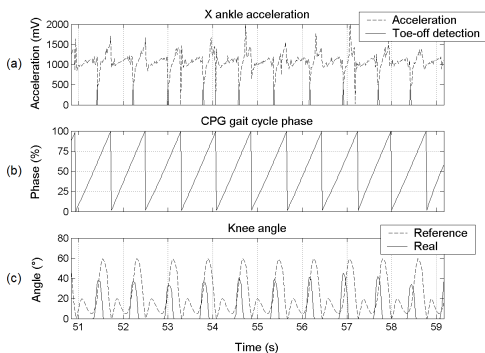 X ankle acceleration
Acceleration
Toe-off detection
2000
1500
1000
500
0
Acceleration (mV)
(a)
CPG gait cycle phase
100
75
50
25
0
Phase (%)
(b)
Knee angle
Reference
Real
80
60
40
20
0
Angle (°)
(c)
51 52 53 54 55 56 57 58 59
Time (s)